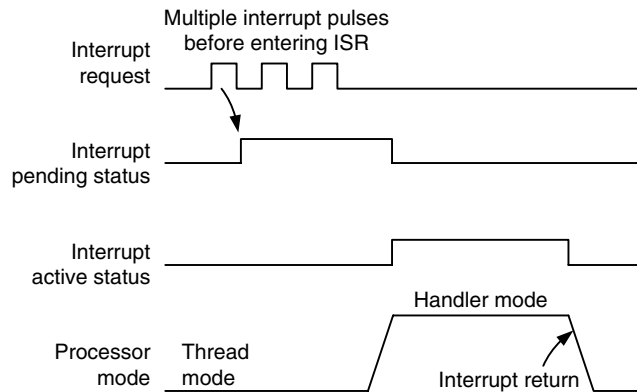 Multiple interrupt pulses
before entering ISR
Interrupt
request
Interrupt
pending status
Interrupt
active status
Handler mode
Processor
mode
Thread
mode
Interrupt return